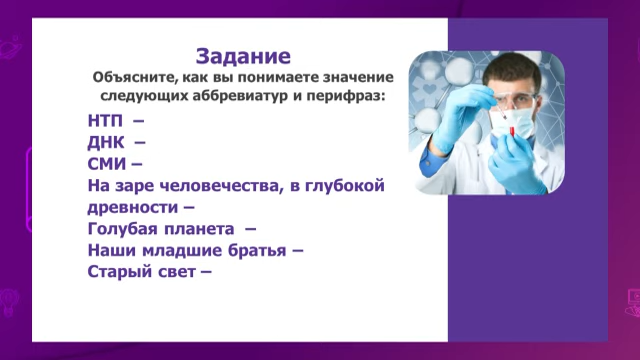 Задание
Объясните, как вы понимаете значение
следующих аббревиатур и перифраз:
НТП –
ДНК –
СМИ –
На заре человечества, в глубокой
древности –
Голубая планета –
Наши младшие братья –
Старый свет –